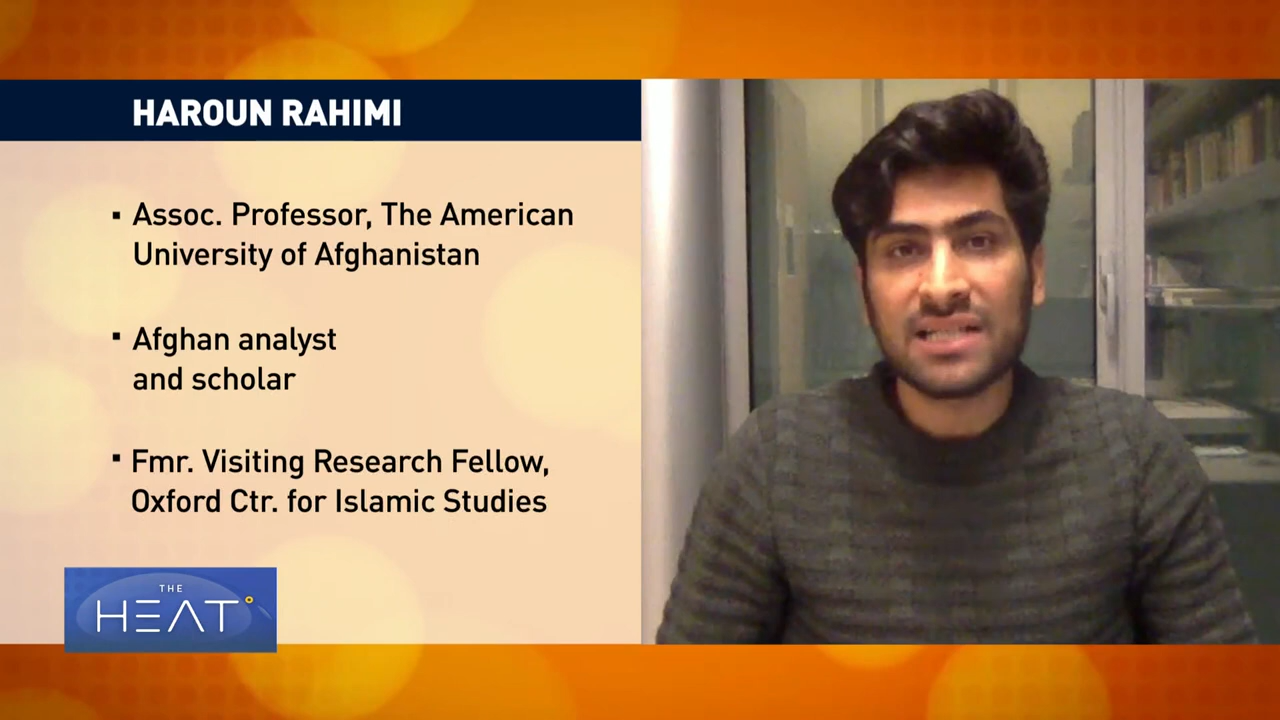 HAROUN RAHIMI
▪ Assoc. Professor, The American
University of Afghanistan
▪ Afghan analyst
and scholar
▪ Fmr. Visiting Research Fellow,
Oxford Ctr. for Islamic Studies
THE
HEAT°